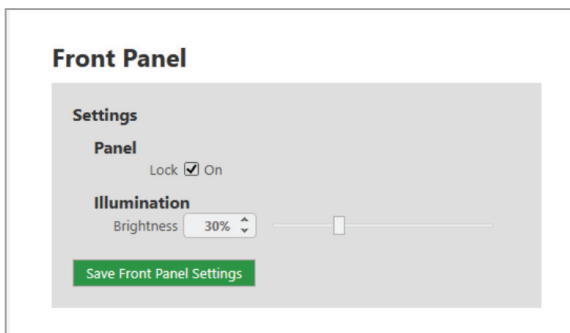 Front Panel
Settings
Panel
Lock On
Illumination
Brightness 30%
Save Front Panel Settings